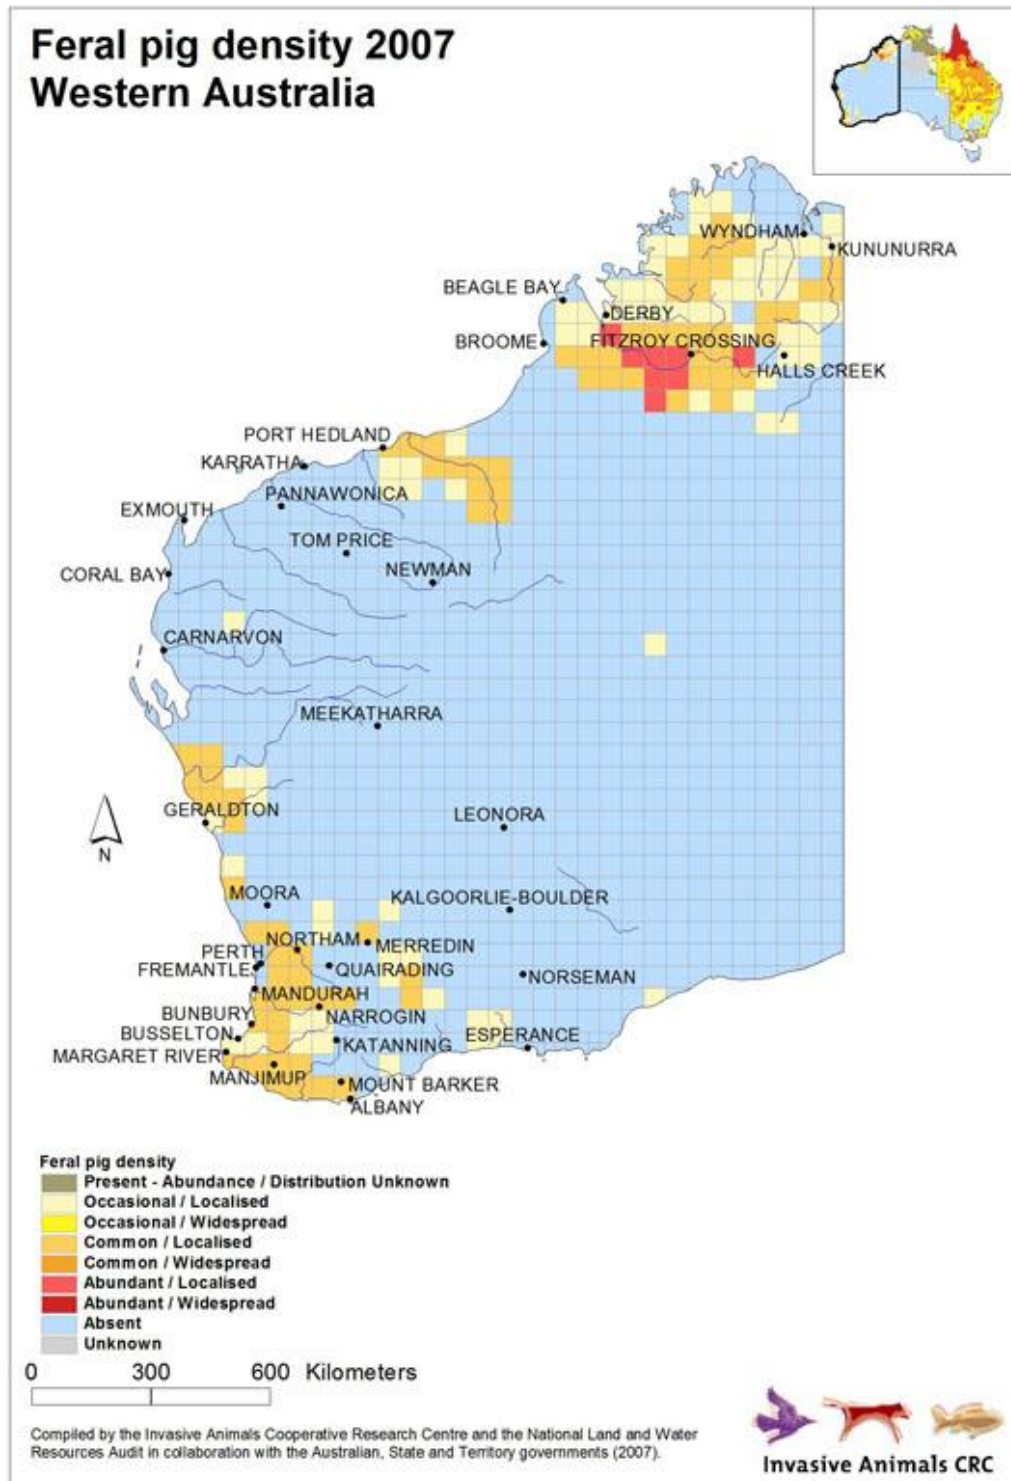 Feral pig density 2007
Western Australia
WYNDHAM
KUNUNURRA
BEAGLE BAY
DERBY
BROOME
FITZROY CROSSING
HALLS CREEK
PORT HEDLAND
KARRATHA
PANNAWONICA
EXMOUTH
TOM PRICE
NEWMAN
CORAL BAY
CARNARVON
MEEKATHARRA
GERALDTON
LEONORA
N
MOORA
KALGOORLIE-BOULDER
NORTHAM
MERREDIN
PERTH
FREMANTLE
QUAIRADING
NORSEMAN
MANDURAH
BUNBURY
NARROGIN
BUSSELTON
KATANNING
ESPERANCE
MARGARET RIVER
MANJIMUP
MOUNT BARKER
ALBANY
Feral pig density
Present - Abundance / Distribution Unknown
Occasional / Localised
Occasional / Widespread
Common / Localised
Common / Widespread
Abundant / Localised
Abundant / Widespread
Absent
Unknown
0 300 600 Kilometers
Compiled by the Invasive Animals Cooperative Research Centre and the National Land and Water
Resources Audit in collaboration with the Australian, State and Territory governments (2007).
Invasive Animals CRC